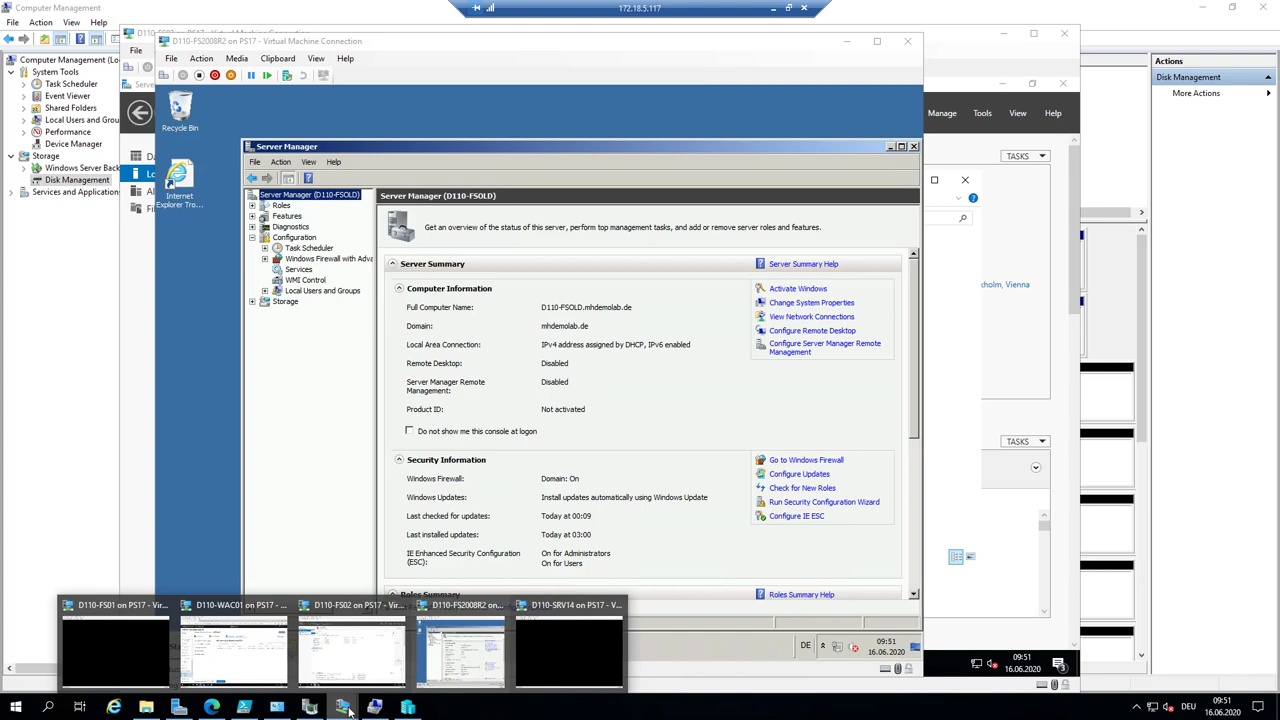 Computer Management
File Action View Help
172.18.5.117
D110-FS2008R2 on PS17 - Virtual Machine Connection
File
File Action Media Clipboard View Help
Computer Management (Lo
System Tools
Task Scheduler
Event Viewer
Shared Folders
Local Users and Grou
Performance
Device Manager
Storage
Windows Server Back
Disk Management
Services and Applications
Actions
Disk Management
More Actions
Manage Tools View Help
TASKS
TASKS
kholm, Vienna
Recycle Bin
Internet
Explorer Tro...
Server Manager
File Action View Help
Server Manager (D110-FSOLD)
Roles
Features
Diagnostics
Configuration
Task Scheduler
Windows Firewall with Adva
Services
WMI Control
Local Users and Groups
Storage
Server Manager (D110-FSOLD)
Get an overview of the status of this server, perform top management tasks, and add or remove server roles and features.
Server Summary
Server Summary Help
Computer Information
Full Computer Name: D110-FSOLD.mhdemolab.de
Domain: mhdemolab.de
Local Area Connection: IPv4 address assigned by DHCP, IPv6 enabled
Remote Desktop: Disabled
Server Manager Remote
Management: Disabled
Product ID: Not activated
Do not show me this console at logon
Activate Windows
Change System Properties
View Network Connections
Configure Remote Desktop
Configure Server Manager Remote
Management
Security Information
Windows Firewall: Domain: On
Windows Updates: Install updates automatically using Windows Update
Last checked for updates: Today at 00:09
Last installed updates: Today at 03:00
IE Enhanced Security Configuration
(ESC): On for Administrators
On for Users
Go to Windows Firewall
Configure Updates
Check for New Roles
Run Security Configuration Wizard
Configure IE ESC
Roles Summary
Roles Summary Help
DE
09:51
16.06.2020
09:51
16.06.2020
D110-FS01 on PS17 - Vir...
D110-WAC01 on PS17 - ...
D110-FS02 on PS17 - Vir...
D110-FS2008R2 on...
D110-SRV14 on PS17 - V...
DEU
09:51
16.06.2020